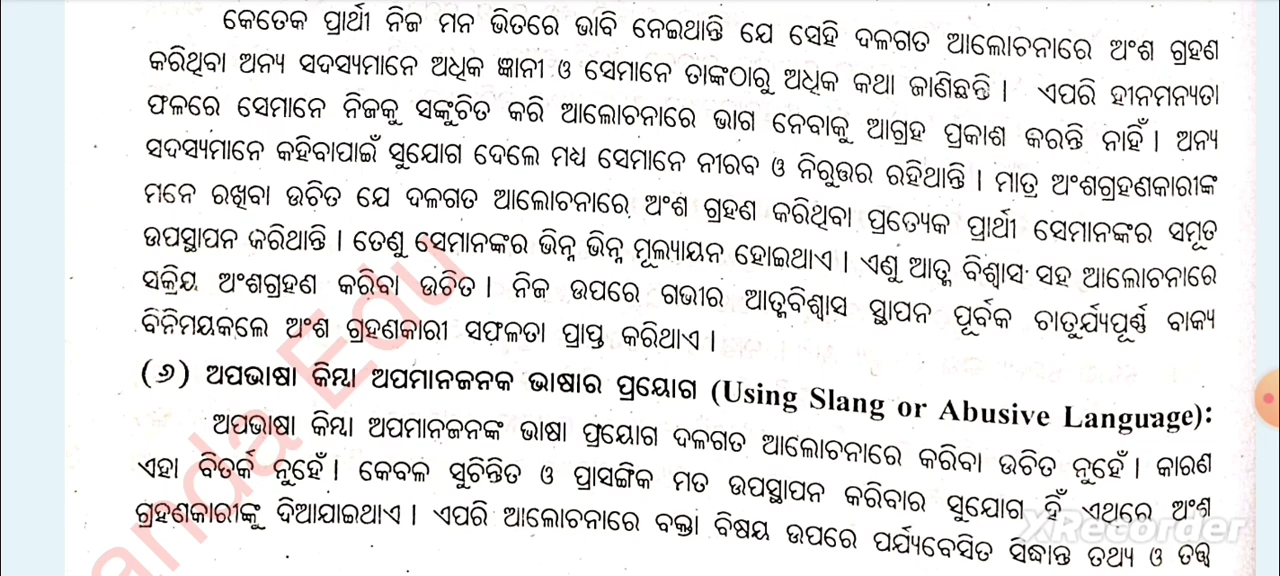 କେତେକ ପ୍ରାର୍ଥୀ ନିଜ ମନ ଭିତରେ ଭାବି ନେଇଥାନ୍ତି ଯେ ସେହି ଦଳଗତ ଆଲୋଚନାରେ ଅଂଶ ଗ୍ରହଣ
କରିଥିବା ଅନ୍ୟ ସଦସ୍ୟମାନେ ଅଧିକ ଜ୍ଞାନୀ ଓ ସେମାନେ ତାଙ୍କଠାରୁ ଅଧିକ କଥା ଜାଣିଛନ୍ତି । ଏପରି ହୀନମନ୍ୟତା
ଫଳରେ ସେମାନେ ନିଜକୁ ସଙ୍କୁଚିତ କରି ଆଲୋଚନାରେ ଭାଗ ନେବାକୁ ଆଗ୍ରହ ପ୍ରକାଶ କରନ୍ତି ନାହିଁ । ଅନ୍ୟ
ସଦସ୍ୟମାନେ କହିବାପାଇଁ ସୁଯୋଗ ଦେଲେ ମଧ୍ୟ ସେମାନେ ନୀରବ ଓ ନିରୁତ୍ତର ରହିଥାନ୍ତି । ମାତ୍ର ଅଂଶଗ୍ରହଣକାରୀଙ୍କ
ମନେ ରଖିବା ଉଚିତ ଯେ ଦଳଗତ ଆଲୋଚନାରେ ଅଂଶ ଗ୍ରହଣ କରିଥିବା ପ୍ରତ୍ୟେକ ପ୍ରାର୍ଥୀ ସେମାନଙ୍କର ସମୂତ
ଉପସ୍ଥାପନ କରିଥାନ୍ତି । ତେଣୁ ସେମାନଙ୍କର ଭିନ୍ନ ଭିନ୍ନ ମୂଲ୍ୟାୟନ ହୋଇଥାଏ । ଏଣୁ ଆତ୍ମ ବିଶ୍ୱାସ ସହ ଆଲୋଚନାରେ
ସକ୍ରିୟ ଅଂଶଗ୍ରହଣ କରିବା ଉଚିତ । ନିଜ ଉପରେ ଗଭୀର ଆତ୍ମବିଶ୍ୱାସ ସ୍ଥାପନ ପୂର୍ବକ ଚାତୁର୍ଯ୍ୟପୂର୍ଣ୍ଣ ବାକ୍ୟ
ବିନିମୟକଲେ ଅଂଶ ଗ୍ରହଣକାରୀ ସଫଳତା ପ୍ରାପ୍ତ କରିଥାଏ ।
(୬) ଅପଭାଷା କିମ୍ବା ଅପମାନଜନକ ଭାଷାର ପ୍ରୟୋଗ (Using Slang or Abusive Language):
ଅପଭାଷା କିମ୍ବା ଅପମାନଜନଙ୍କ ଭାଷା ପ୍ରୟୋଗ ଦଳଗତ ଆଲୋଚନାରେ କରିବା ଉଚିତ ନୁହେଁ । କାରଣ
ଏହା ବିତର୍କ ନୁହେଁ । କେବଳ ସୁଚିନ୍ତିତ ଓ ପ୍ରାସଙ୍ଗିକ ମତ ଉପସ୍ଥାପନ କରିବାର ସୁଯୋଗ ହିଁ ଏଥିରେ ଅଂଶ
ଗ୍ରହଣକାରୀଙ୍କୁ ଦିଆଯାଇଥାଏ । ଏପରି ଆଲୋଚନାରେ ବକ୍ତା ବିଷୟ ଉପରେ ପର୍ଯ୍ୟବେସିତ ସିଦ୍ଧାନ୍ତ ତଥ୍ୟ ଓ ତତ୍ତ୍ୱ
anda Edu
XRecorder